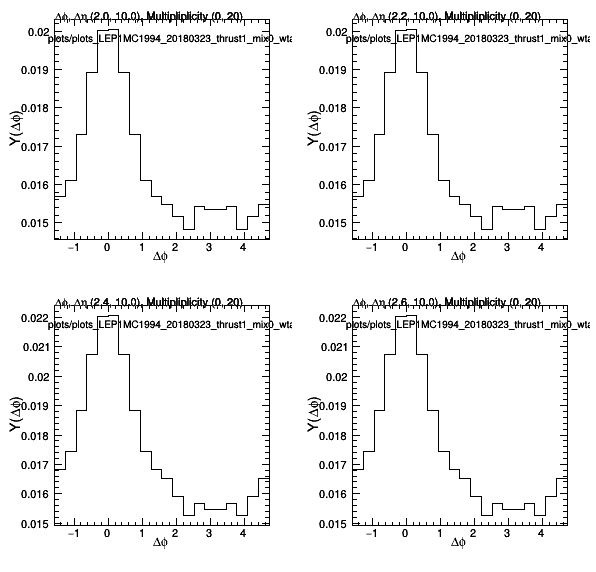 Δϕ, Δη (2.0, 10.0), Multipliplicity (0, 20)
plots/plots_LEP1MC1994_20180323_thrust1_mix0_wta
Y(Δϕ)
0.02
0.019
0.018
0.017
0.016
0.015
−1 0 1 2 3 4
Δϕ
Δϕ, Δη (2.2, 10.0), Multipliplicity (0, 20)
plots/plots_LEP1MC1994_20180323_thrust1_mix0_wta
Y(Δϕ)
0.02
0.019
0.018
0.017
0.016
0.015
−1 0 1 2 3 4
Δϕ
Δϕ, Δη (2.4, 10.0), Multipliplicity (0, 20)
plots/plots_LEP1MC1994_20180323_thrust1_mix0_wta
Y(Δϕ)
0.022
0.021
0.02
0.019
0.018
0.017
0.016
0.015
−1 0 1 2 3 4
Δϕ
Δϕ, Δη (2.6, 10.0), Multipliplicity (0, 20)
plots/plots_LEP1MC1994_20180323_thrust1_mix0_wta
Y(Δϕ)
0.022
0.021
0.02
0.019
0.018
0.017
0.016
0.015
−1 0 1 2 3 4
Δϕ